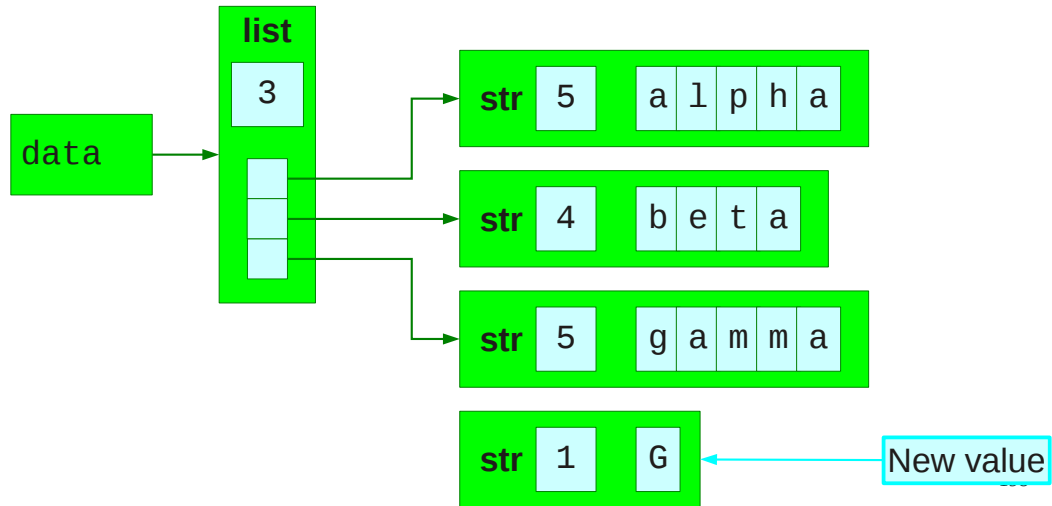 list
3
data
str 5 a l p h a
str 4 b e t a
str 5 g a m m a
str 1 G
New value